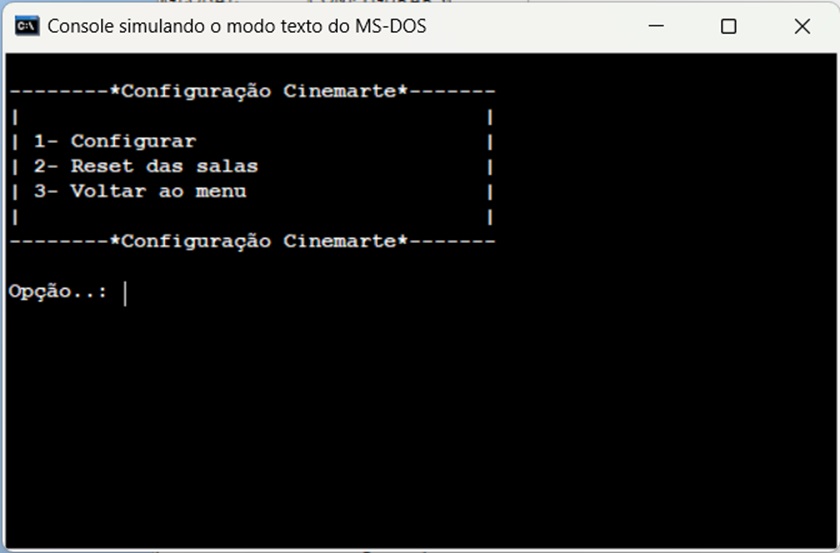 Console simulando o modo texto do MS-DOS
--------*Configuração Cinemarte*-------
| |
| 1- Configurar |
| 2- Reset das salas |
| 3- Voltar ao menu |
| |
--------*Configuração Cinemarte*-------
Opção..: